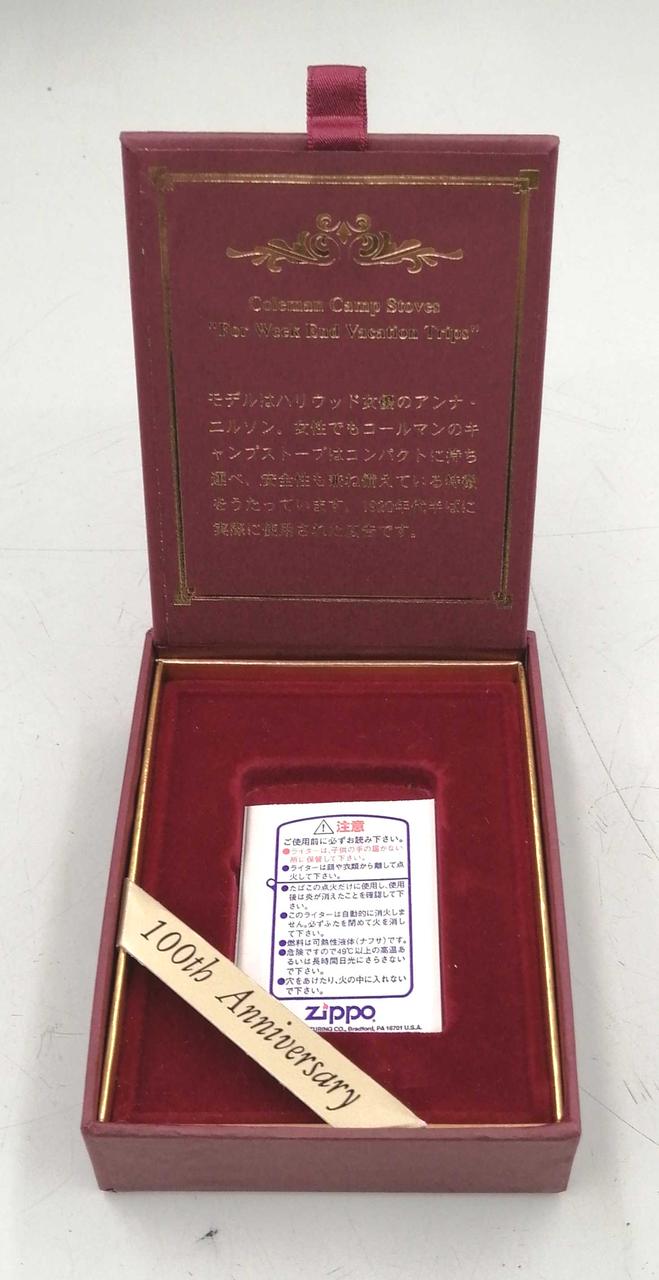 Coleman Camp Stoves
"For Week End Vacation Trips"
モデルはハリウッド女優のアンナ・
ニルソン。女性でもコールマンのキ
ャンプストーブはコンパクトに持ち
運べ、安全性も兼ね備えている特徴
をうたっています。1920年代半ばに
実際に使用された広告です。
注意
ご使用前に必ずお読み下さい。
●ライターは、子供の手の届かない
所に保管して下さい。
●ライターは顔や衣類から離して点
火して下さい。
●たばこの点火だけに使用し、使用
後は炎が消えたことを確認して下
さい。
●このライターは自動的に消火しま
せん。必ずふたを閉めて火を消し
て下さい。
●燃料は可熱性液体(ナフサ)です。
●危険ですので49℃以上の高温あ
るいは長時間日光にさらさない
で下さい。
●穴をあけたり、火の中に入れない
で下さい。
zippo
TURING CO., Bradford, PA 16701 U.S.A.
100th Anniversary